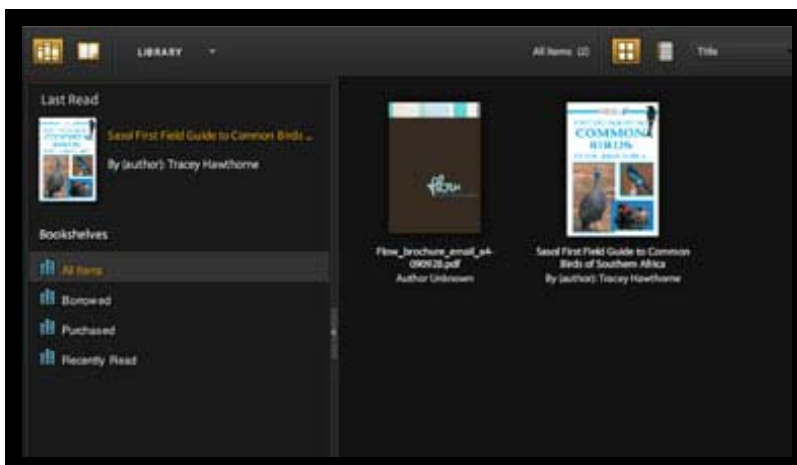 LIBRARY
All Items (2)
Title
Last Read
Sasol First Field Guide to Common Birds ...
By (author): Tracey Hawthorne
Bookshelves
All Items
Borrowed
Purchased
Recently Read
flow
Flow_brochure_email_a4-
090928.pdf
Author Unknown
COMMON
BIRDS
Sasol First Field Guide to Common
Birds of Southern Africa
By (author): Tracey Hawthorne